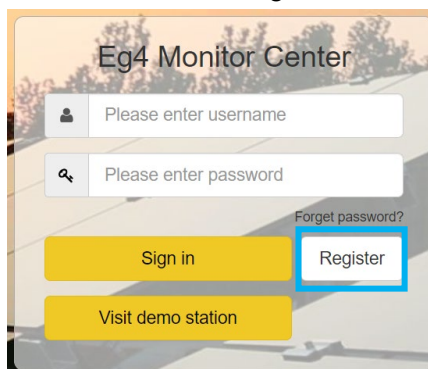 Eg4 Monitor Center
Please enter username
Please enter password
Forget password?
Sign in
Register
Visit demo station